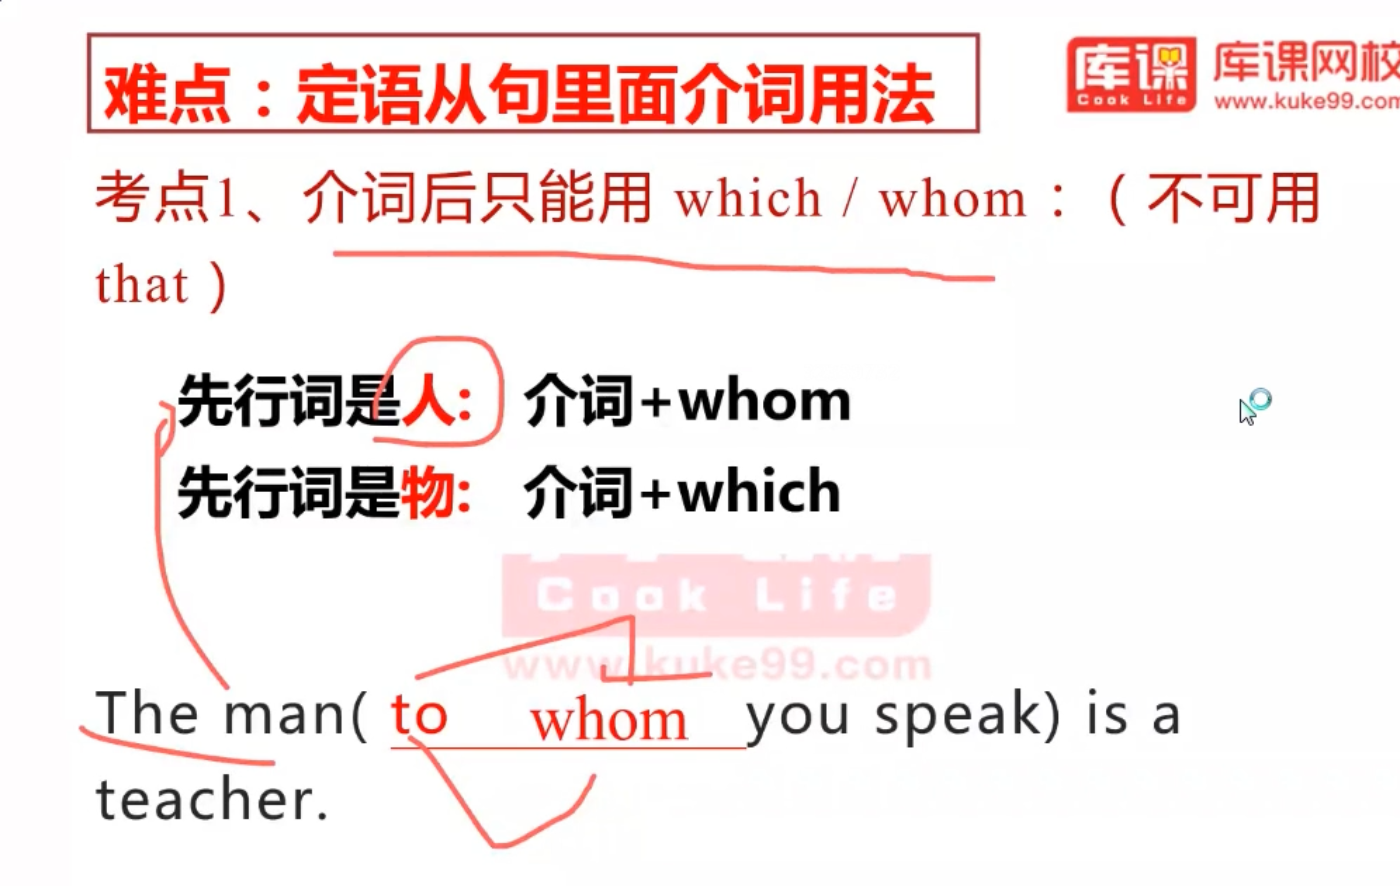 难点：定语从句里面介词用法
库课
Cook Life
库课网校
www.kuke99.com
考点1、介词后只能用 which / whom：（不可用
that）
先行词是人: 介词+whom
先行词是物: 介词+which
Cook Life
www.kuke99.com
The man( to whom you speak) is a
teacher.